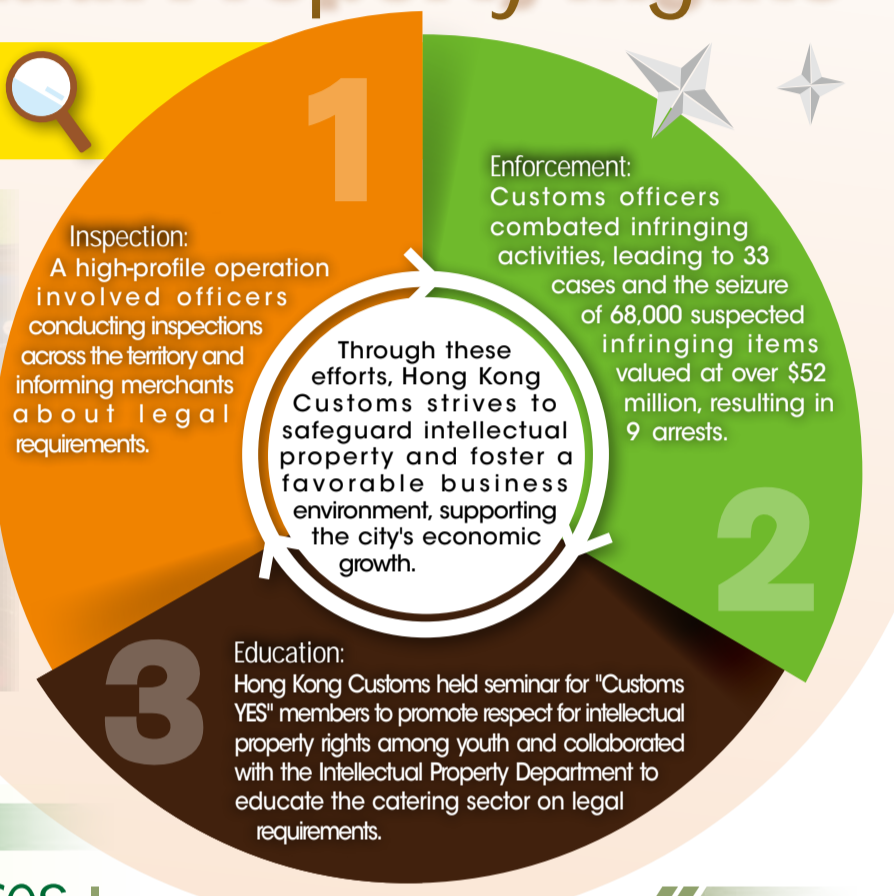 1
Inspection:
A high-profile operation
involved officers
conducting inspections
across the territory and
informing merchants
about legal
requirements.
Enforcement:
Customs officers
combated infringing
activities, leading to 33
cases and the seizure
of 68,000 suspected
infringing items
valued at over $52
million, resulting in
9 arrests.
2
Through these
efforts, Hong Kong
Customs strives to
safeguard intellectual
property and foster a
favorable business
environment, supporting
the city's economic
growth.
3
Education:
Hong Kong Customs held seminar for "Customs
YES" members to promote respect for intellectual
property rights among youth and collaborated
with the Intellectual Property Department to
educate the catering sector on legal
requirements.